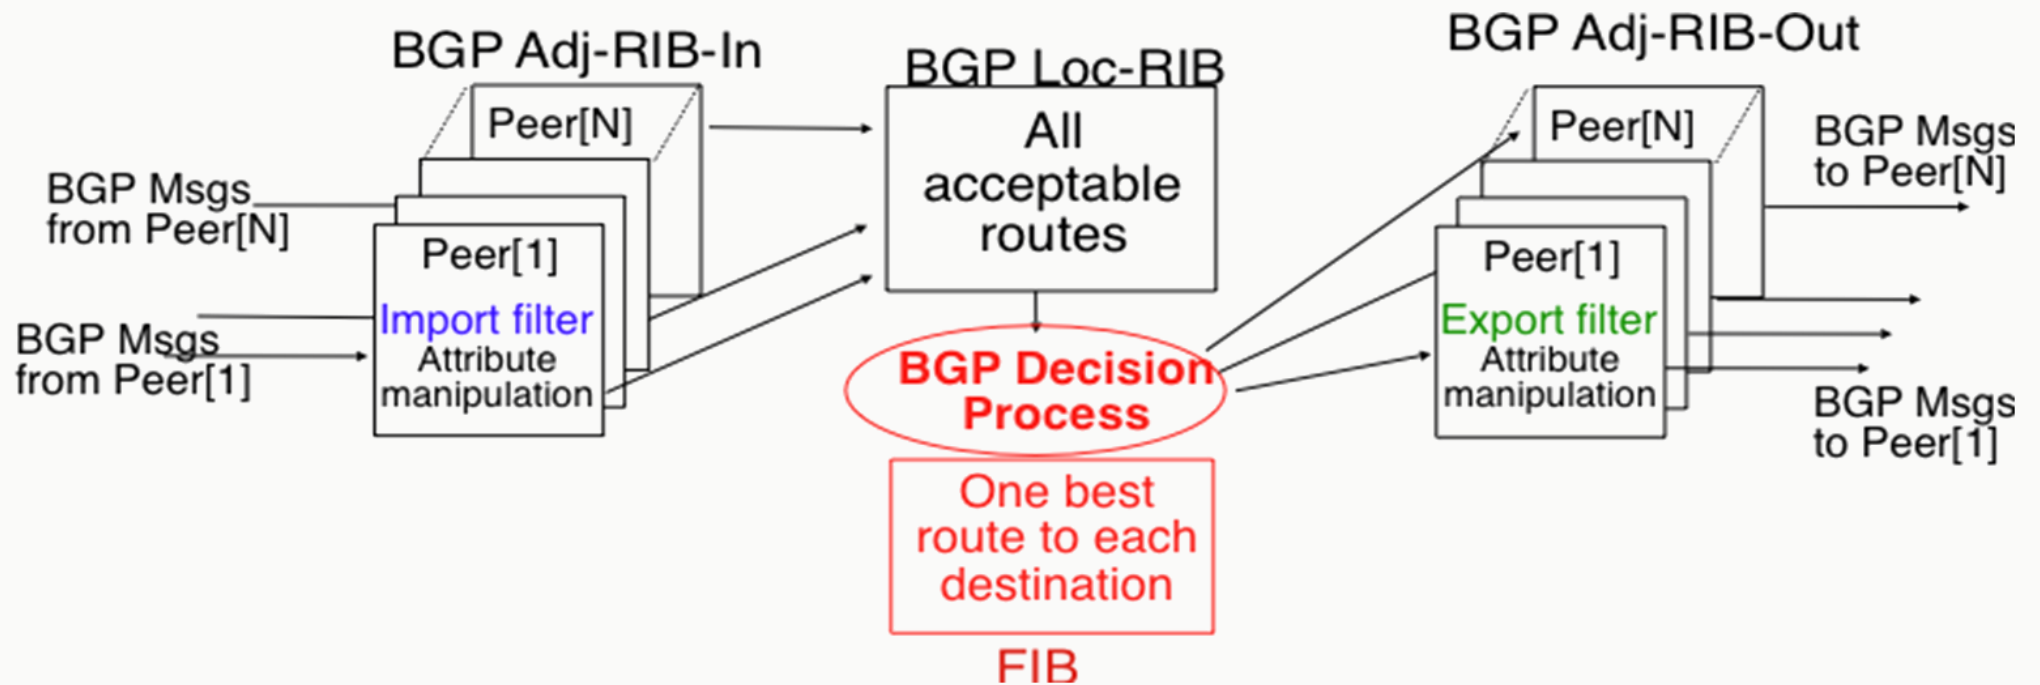 BGP Adj-RIB-In
Peer[N]
BGP Msgs
from Peer[N]
Peer[1]
Import filter
Attribute
manipulation
BGP Msgs
from Peer[1]
BGP Loc-RIB
All
acceptable
routes
BGP Decision
Process
One best
route to each
destination
FIB
BGP Adj-RIB-Out
Peer[N]
BGP Msgs
to Peer[N]
Peer[1]
Export filter
Attribute
manipulation
BGP Msgs
to Peer[1]